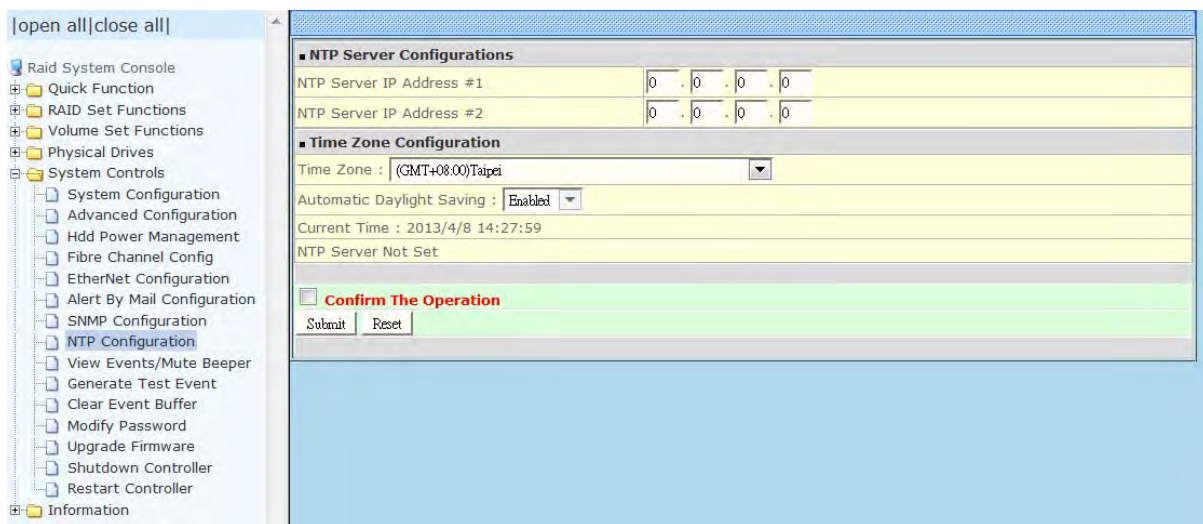 |open all|close all|
Raid System Console
Quick Function
RAID Set Functions
Volume Set Functions
Physical Drives
System Controls
System Configuration
Advanced Configuration
Hdd Power Management
Fibre Channel Config
EtherNet Configuration
Alert By Mail Configuration
SNMP Configuration
NTP Configuration
View Events/Mute Beeper
Generate Test Event
Clear Event Buffer
Modify Password
Upgrade Firmware
Shutdown Controller
Restart Controller
Information
NTP Server Configurations
NTP Server IP Address #1 0 . 0 . 0 . 0
NTP Server IP Address #2 0 . 0 . 0 . 0
Time Zone Configuration
Time Zone : (GMT+08:00)Taipei
Automatic Daylight Saving : Enabled
Current Time : 2013/4/8 14:27:59
NTP Server Not Set
Confirm The Operation
Submit Reset